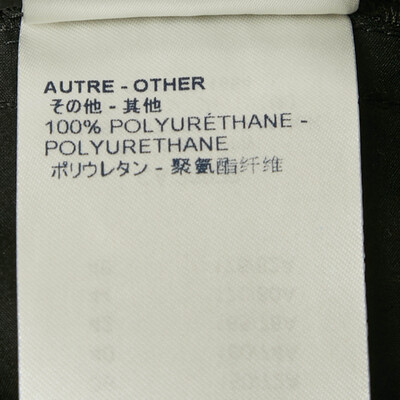 AUTRE - OTHER
その他 - 其他
100% POLYURÉTHANE -
POLYURETHANE
ポリウレタン - 聚氨酯纤维